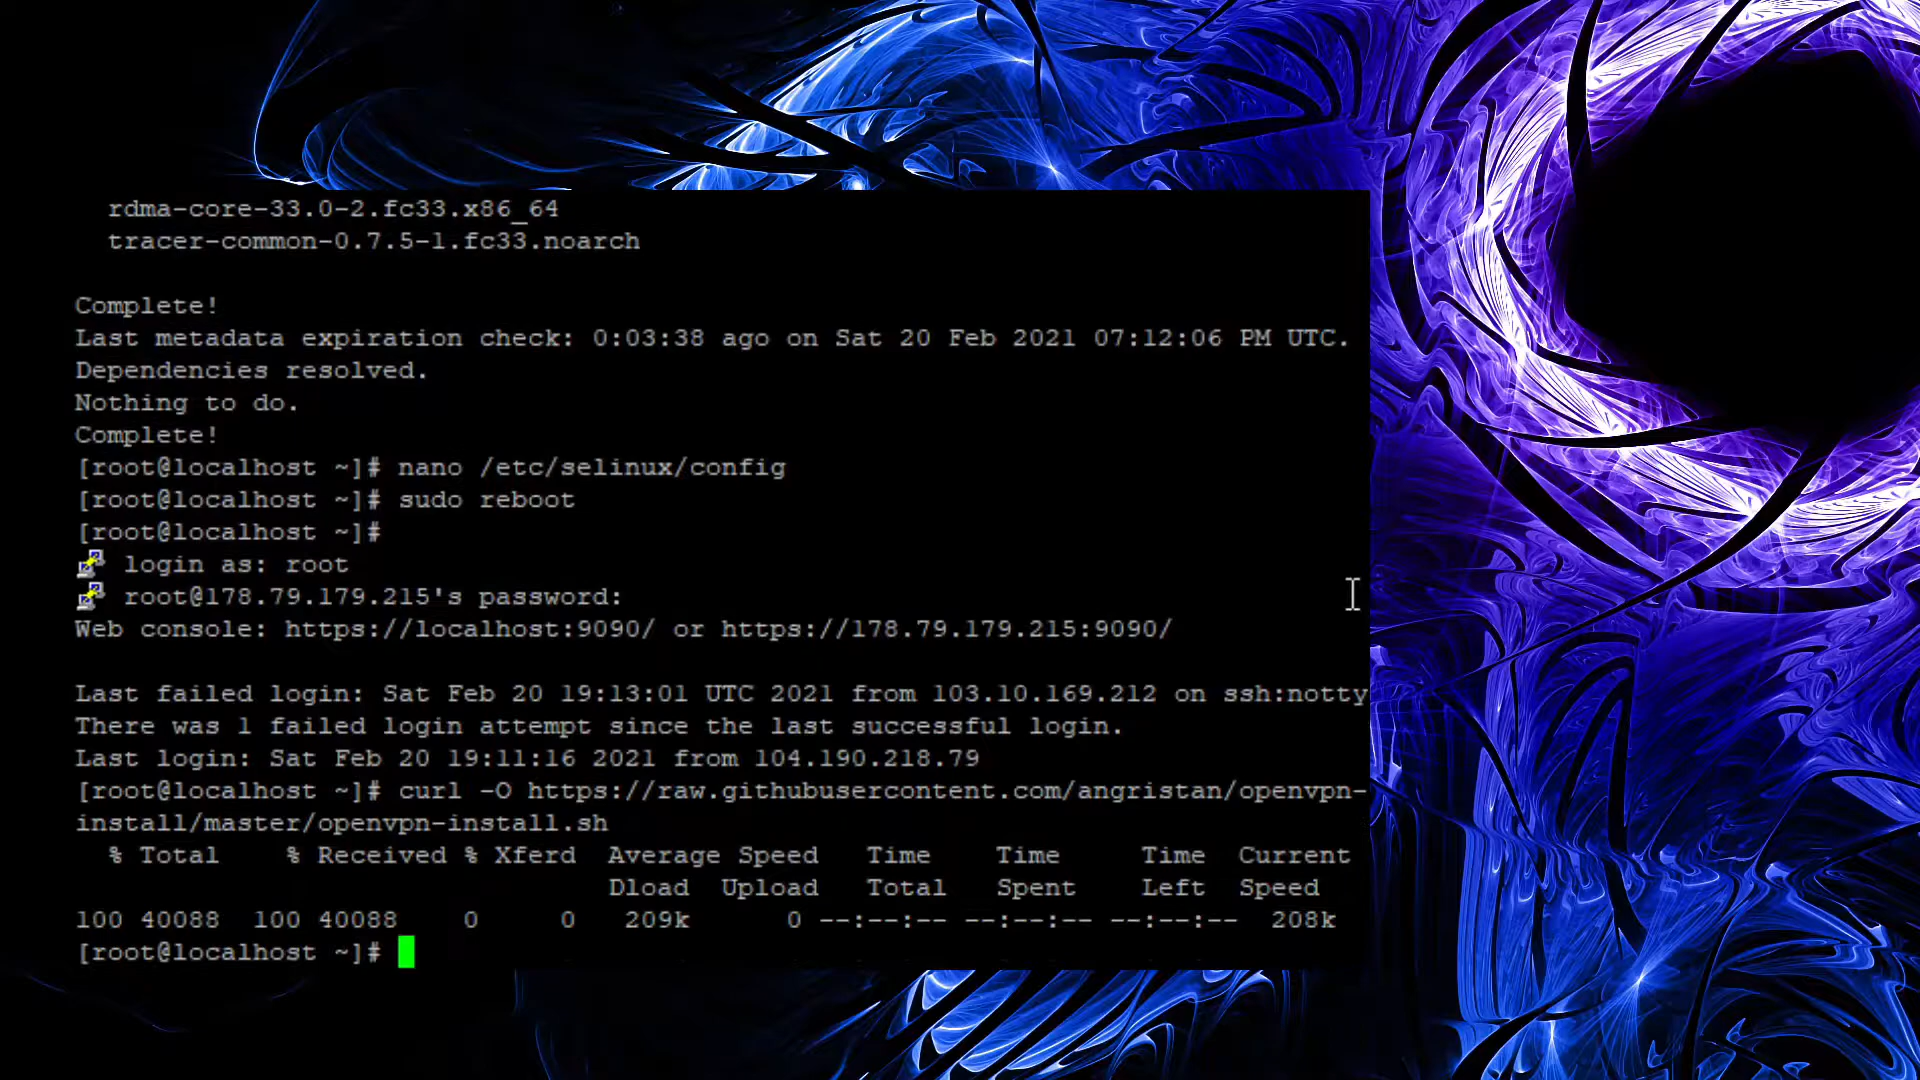 rdma-core-33.0-2.fc33.x86_64
tracer-common-0.7.5-1.fc33.noarch
Complete!
Last metadata expiration check: 0:03:38 ago on Sat 20 Feb 2021 07:12:06 PM UTC.
Dependencies resolved.
Nothing to do.
Complete!
[root@localhost ~]# nano /etc/selinux/config
[root@localhost ~]# sudo reboot
[root@localhost ~]#
login as: root
root@178.79.179.215's password:
Web console: https://localhost:9090/ or https://178.79.179.215:9090/
Last failed login: Sat Feb 20 19:13:01 UTC 2021 from 103.10.169.212 on ssh:notty
There was 1 failed login attempt since the last successful login.
Last login: Sat Feb 20 19:11:16 2021 from 104.190.218.79
[root@localhost ~]# curl -O https://raw.githubusercontent.com/angristan/openvpn-
install/master/openvpn-install.sh
% Total % Received % Xferd Average Speed Time Time Time Current
Dload Upload Total Spent Left Speed
100 40088 100 40088 0 0 209k 0 --:--:-- --:--:-- --:--:-- 208k
[root@localhost ~]#